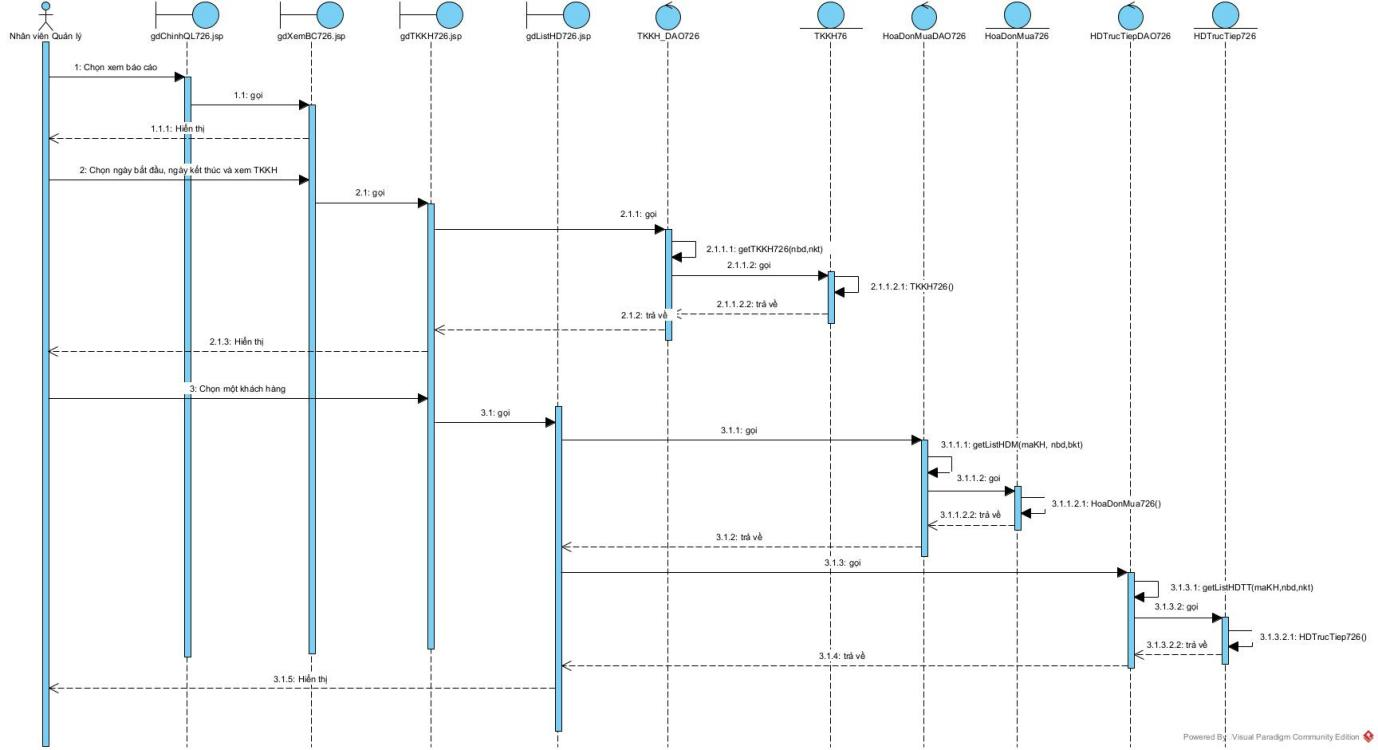 Nhân viên Quản lý
gdChinhQL726.jsp
gdXemBC726.jsp
gdTKKH726.jsp
gdListHD726.jsp
TKKH_DAO726
TKKH76
HoaDonMuaDAO726
HoaDonMua726
HDTrucTiepDAO726
HDTrucTiep726
1: Chọn xem báo cáo
1.1: gọi
1.1.1: Hiển thị
2: Chọn ngày bắt đầu, ngày kết thúc và xem TKKH
2.1: gọi
2.1.1: gọi
2.1.1.1: getTKKH726(nbd,nkt)
2.1.1.2: gọi
2.1.1.2.1: TKKH726()
2.1.1.2.2: trả về
2.1.2: trả về
2.1.3: Hiển thị
3: Chọn một khách hàng
3.1: gọi
3.1.1: gọi
3.1.1.1: getListHDM(maKH, nbd,bkt)
3.1.1.2: goi
3.1.1.2.1: HoaDonMua726()
3.1.1.2.2: trả về
3.1.2: trả về
3.1.3: gọi
3.1.3.1: getListHDTT(maKH,nbd,nkt)
3.1.3.2: gọi
3.1.3.2.1: HDTrucTiep726()
3.1.3.2.2: trả về
3.1.4: trả về
3.1.5: Hiển thị
Powered By Visual Paradigm Community Edition